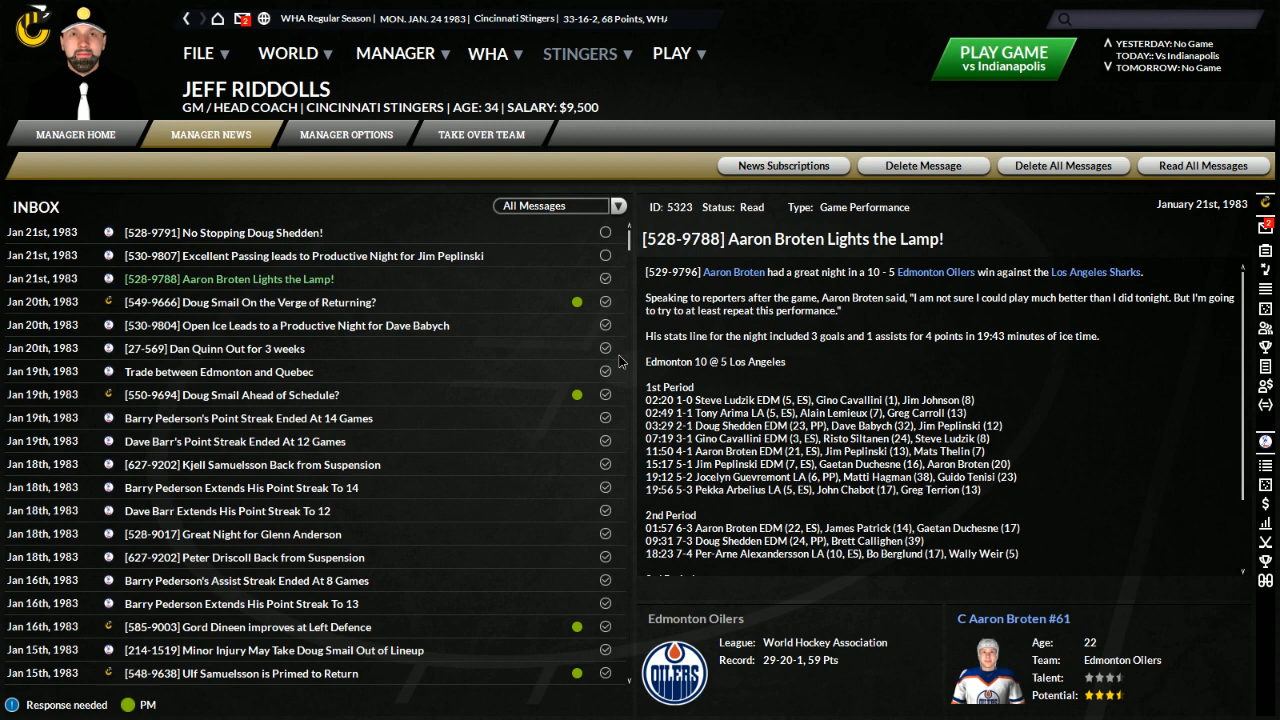 WHA Regular Season | MON. JAN. 24 1983 | Cincinnati Stingers | 33-16-2, 68 Points, WHA
FILE WORLD MANAGER WHA STINGERS PLAY
PLAY GAME
vs Indianapolis
YESTERDAY: No Game
TODAY:: Vs Indianapolis
TOMORROW: No Game
JEFF RIDDOLLS
GM / HEAD COACH | CINCINNATI STINGERS | AGE: 34 | SALARY: $9,500
MANAGER HOME MANAGER NEWS MANAGER OPTIONS TAKE OVER TEAM
News Subscriptions Delete Message Delete All Messages Read All Messages
INBOX All Messages
Jan 21st, 1983 [528-9791] No Stopping Doug Shedden!
Jan 21st, 1983 [530-9807] Excellent Passing leads to Productive Night for Jim Peplinski
Jan 21st, 1983 [528-9788] Aaron Broten Lights the Lamp!
Jan 20th, 1983 [549-9666] Doug Smail On the Verge of Returning?
Jan 20th, 1983 [530-9804] Open Ice Leads to a Productive Night for Dave Babych
Jan 20th, 1983 [27-569] Dan Quinn Out for 3 weeks
Jan 19th, 1983 Trade between Edmonton and Quebec
Jan 19th, 1983 [550-9694] Doug Smail Ahead of Schedule?
Jan 19th, 1983 Barry Pederson's Point Streak Ended At 14 Games
Jan 19th, 1983 Dave Barr's Point Streak Ended At 12 Games
Jan 18th, 1983 [627-9202] Kjell Samuelsson Back from Suspension
Jan 18th, 1983 Barry Pederson Extends His Point Streak To 14
Jan 18th, 1983 Dave Barr Extends His Point Streak To 12
Jan 18th, 1983 [528-9017] Great Night for Glenn Anderson
Jan 18th, 1983 [627-9202] Peter Driscoll Back from Suspension
Jan 16th, 1983 Barry Pederson's Assist Streak Ended At 8 Games
Jan 16th, 1983 Barry Pederson Extends His Point Streak To 13
Jan 16th, 1983 [585-9003] Gord Dineen improves at Left Defence
Jan 15th, 1983 [214-1519] Minor Injury May Take Doug Smail Out of Lineup
Jan 15th, 1983 [548-9638] Ulf Samuelsson is Primed to Return
Response needed PM
ID: 5323 Status: Read Type: Game Performance January 21st, 1983
[528-9788] Aaron Broten Lights the Lamp!
[529-9796] Aaron Broten had a great night in a 10 - 5 Edmonton Oilers win against the Los Angeles Sharks.
Speaking to reporters after the game, Aaron Broten said, "I am not sure I could play much better than I did tonight. But I'm going
to try to at least repeat this performance."
His stats line for the night included 3 goals and 1 assists for 4 points in 19:43 minutes of ice time.
Edmonton 10 @ 5 Los Angeles
1st Period
02:20 1-0 Steve Ludzik EDM (5, ES), Gino Cavallini (1), Jim Johnson (8)
02:49 1-1 Tony Arima LA (5, ES), Alain Lemieux (7), Greg Carroll (13)
03:29 2-1 Doug Shedden EDM (23, PP), Dave Babych (32), Jim Peplinski (12)
07:19 3-1 Gino Cavallini EDM (3, ES), Risto Siltanen (24), Steve Ludzik (8)
11:50 4-1 Aaron Broten EDM (21, ES), Jim Peplinski (13), Mats Thelin (7)
15:17 5-1 Jim Peplinski EDM (7, ES), Gaetan Duchesne (16), Aaron Broten (20)
19:12 5-2 Jocelyn Guevremont LA (6, PP), Matti Hagman (38), Guido Tenisi (23)
19:56 5-3 Pekka Arbelius LA (5, ES), John Chabot (17), Greg Terrion (13)
2nd Period
01:57 6-3 Aaron Broten EDM (22, ES), James Patrick (14), Gaetan Duchesne (17)
09:31 7-3 Doug Shedden EDM (24, PP), Brett Callighen (39)
18:23 7-4 Per-Arne Alexandersson LA (10, ES), Bo Berglund (17), Wally Weir (5)
Edmonton Oilers
OILERS
League: World Hockey Association
Record: 29-20-1, 59 Pts
C Aaron Broten #61
Age: 22
Team: Edmonton Oilers
Talent:
Potential:
2
2